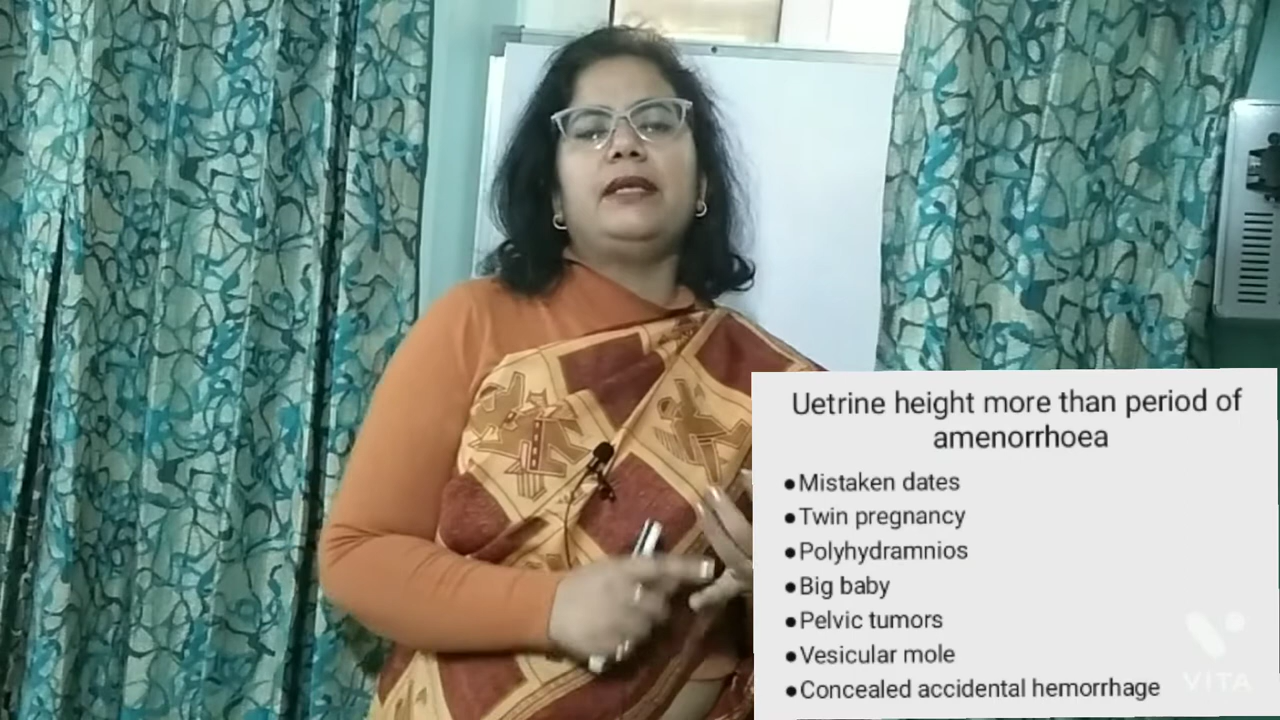 Uetrine height more than period of
amenorrhoea
●Mistaken dates
●Twin pregnancy
●Polyhydramnios
●Big baby
●Pelvic tumors
●Vesicular mole
●Concealed accidental hemorrhage
VITA